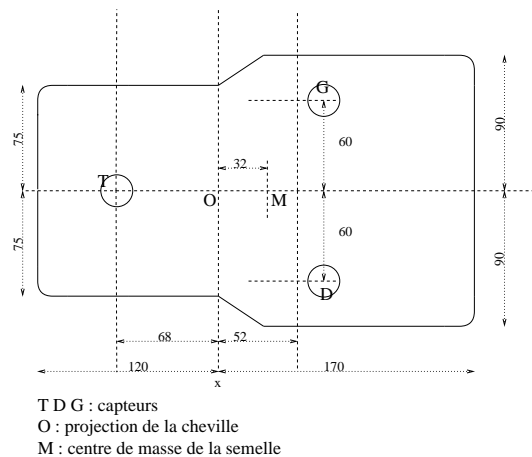 G
75
60
90
32
T
O
M
75
60
90
D
68
52
120
170
x
T D G : capteurs
O : projection de la cheville
M : centre de masse de la semelle